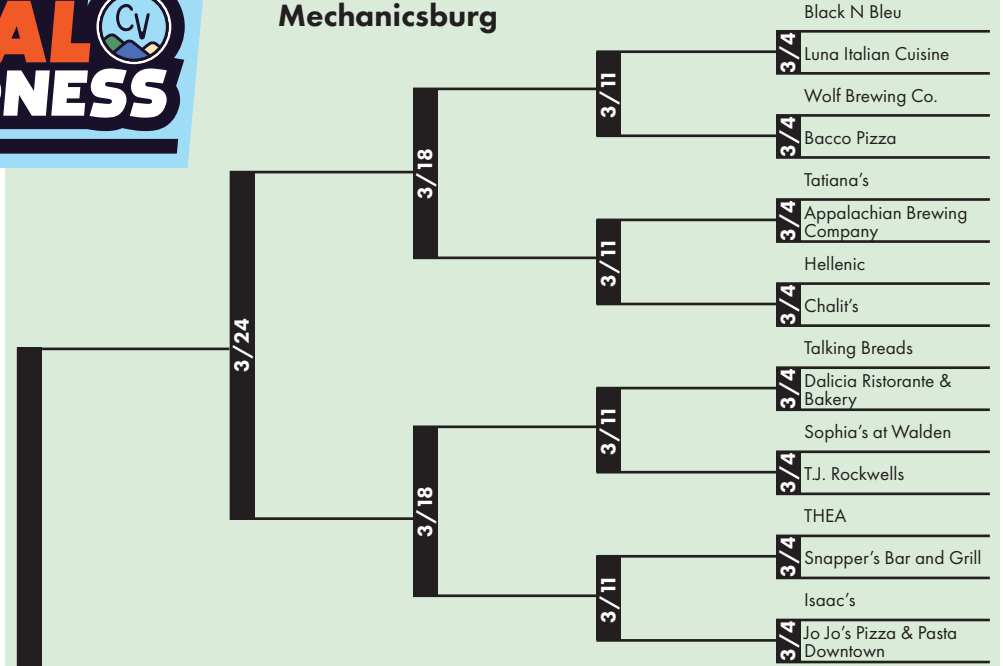 AL
CV
NESS
Mechanicsburg
3/24
3/18
3/18
3/11
3/11
3/11
3/11
Black N Bleu
3/4
Luna Italian Cuisine
Wolf Brewing Co.
3/4
Bacco Pizza
Tatiana’s
3/4
Appalachian Brewing
Company
Hellenic
3/4
Chalit’s
Talking Breads
3/4
Dalicia Ristorante &
Bakery
Sophia’s at Walden
3/4
T.J. Rockwells
THEA
3/4
Snapper’s Bar and Grill
Isaac’s
3/4
Jo Jo’s Pizza & Pasta
Downtown